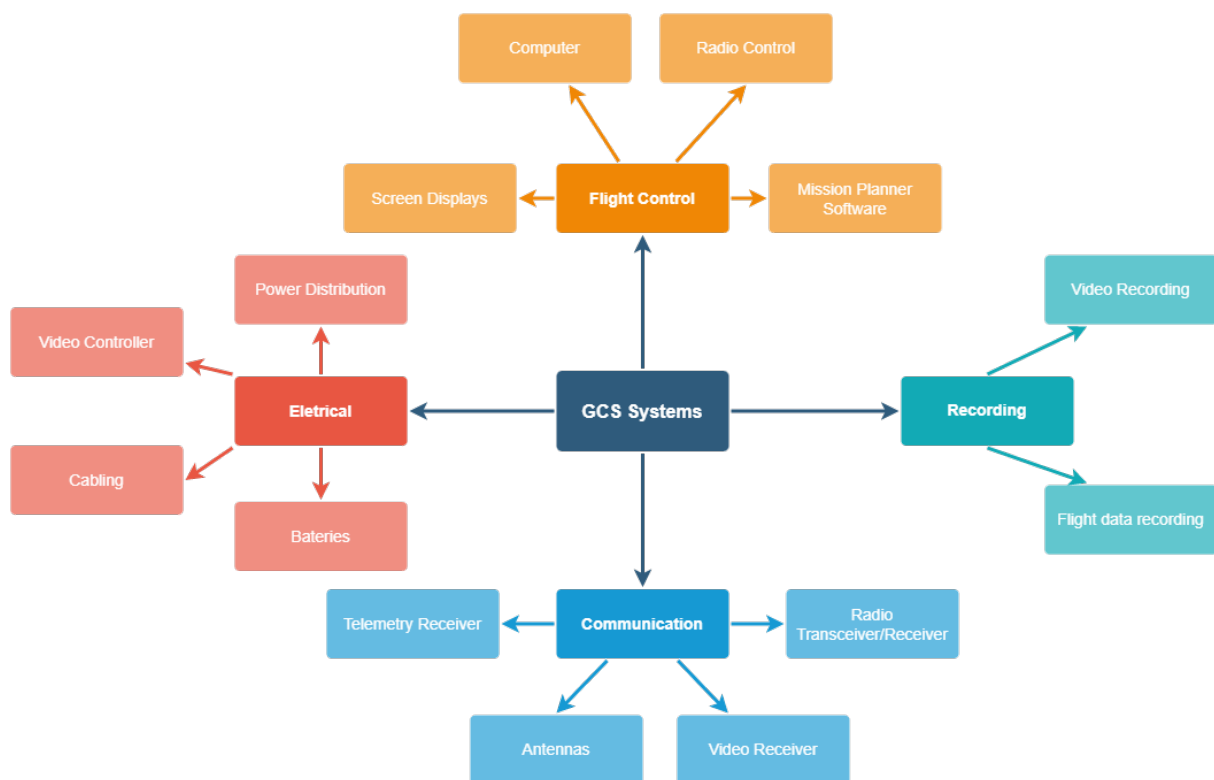 Computer
Radio Control
Screen Displays
Flight Control
Mission Planner
Software
Power Distribution
Video Recording
Video Controller
Eletrical
GCS Systems
Recording
Cabling
Bateries
Flight data recording
Telemetry Receiver
Communication
Radio
Transceiver/Receiver
Antennas
Video Receiver